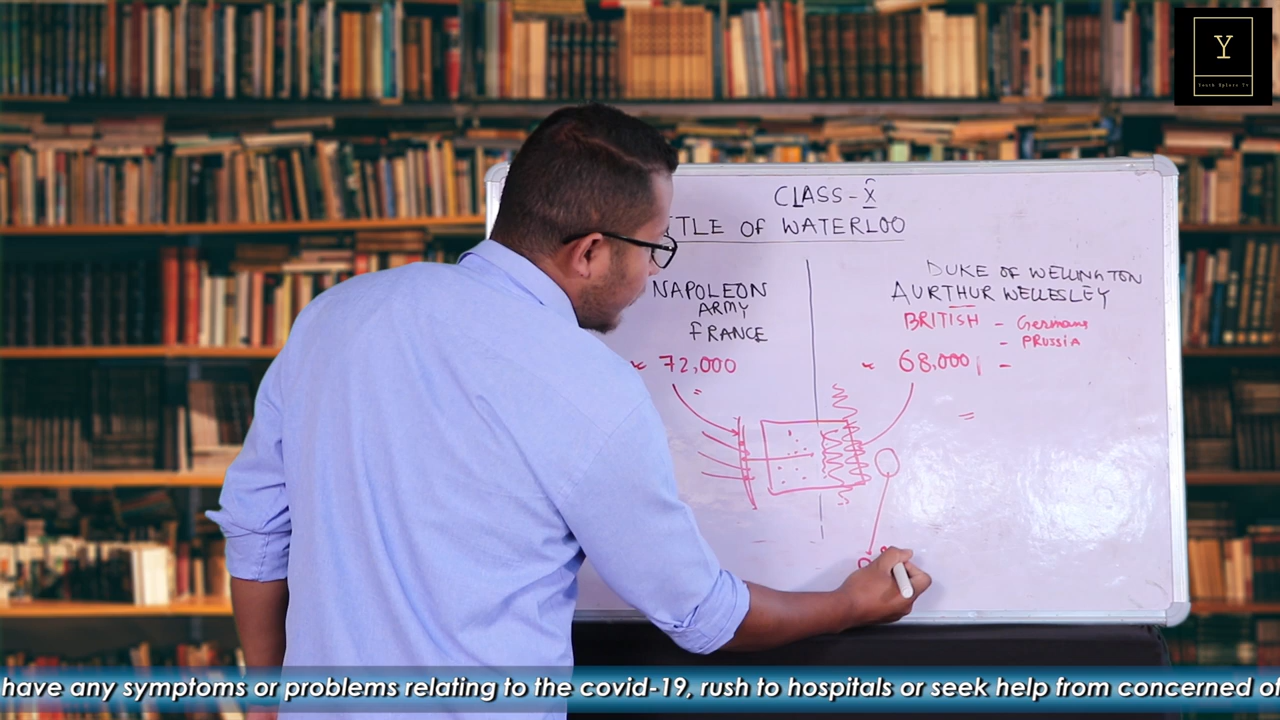 Y
CLASS-X
TTLE OF WATERLOO
NAPOLEON
ARMY
FRANCE
72,000
DUKE OF WELLINGTON
AURTHUR WELLESLEY
BRITISH - Germans
- PRUSSIA
68,000 -
have any symptoms or problems relating to the covid-19, rush to hospitals or seek help from concerned of